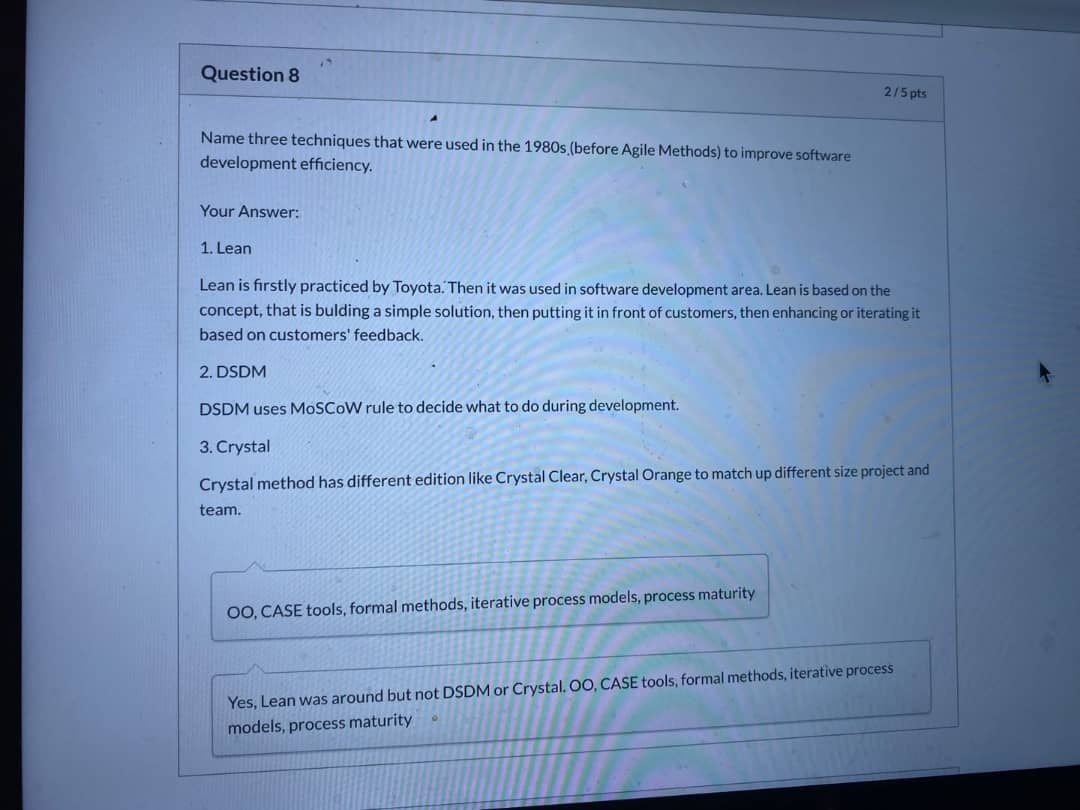 Question 8
2 / 5 pts
Name three techniques that were used in the 1980s (before Agile Methods) to improve software
development efficiency.
Your Answer:
1. Lean
Lean is firstly practiced by Toyota. Then it was used in software development area. Lean is based on the
concept, that is bulding a simple solution, then putting it in front of customers, then enhancing or iterating it
based on customers' feedback.
2. DSDM
DSDM uses MoSCoW rule to decide what to do during development.
3. Crystal
Crystal method has different edition like Crystal Clear, Crystal Orange to match up different size project and
team.
OO, CASE tools, formal methods, iterative process models, process maturity
Yes, Lean was around but not DSDM or Crystal. OO, CASE tools, formal methods, iterative process
models, process maturity